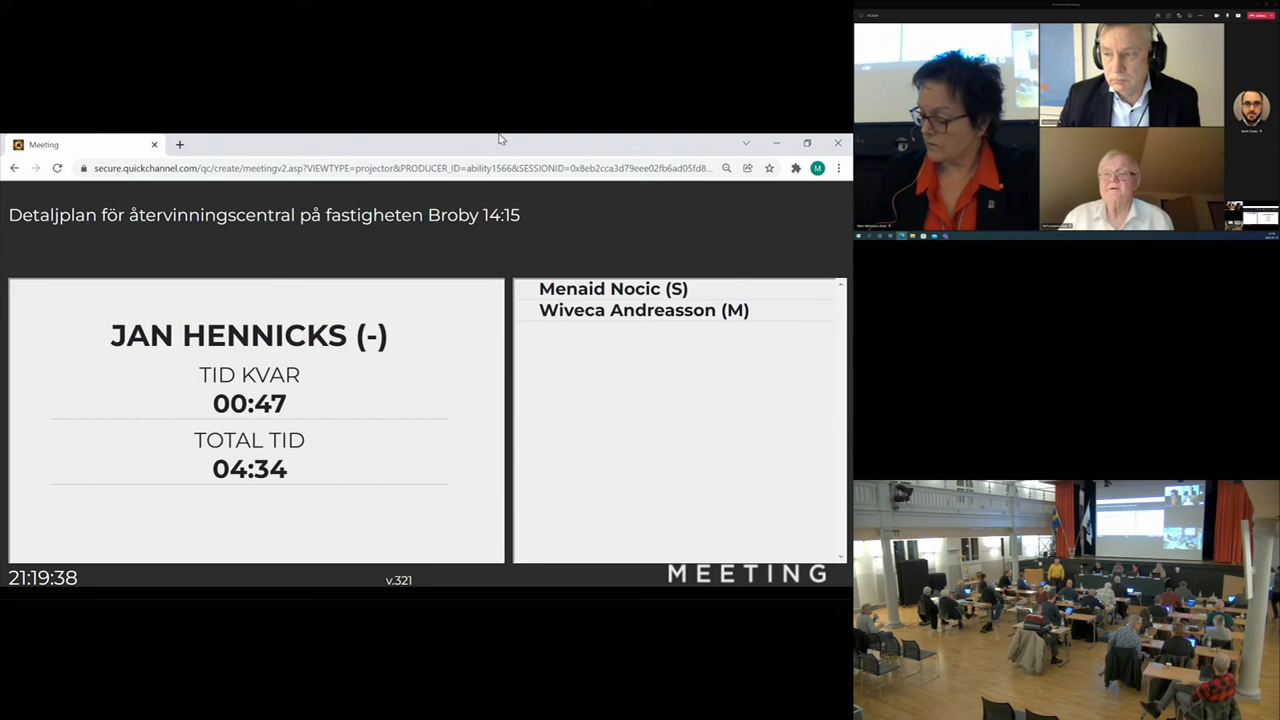 Meeting
secure.quickchannel.com/qc/create/meetingv2.asp?VIEWTYPE=projector&PRODUCER_ID=ability1566&SESSIONID=0x8eb2cca3d79eee02fb6ad05fd8...
M
Detaljplan för återvinningscentral på fastigheten Broby 14:15
JAN HENNICKS (-)
TID KVAR
00:47
TOTAL TID
04:34
Menaid Nocic (S)
Wiveca Andreasson (M)
21:19:38
v.321
MEETING